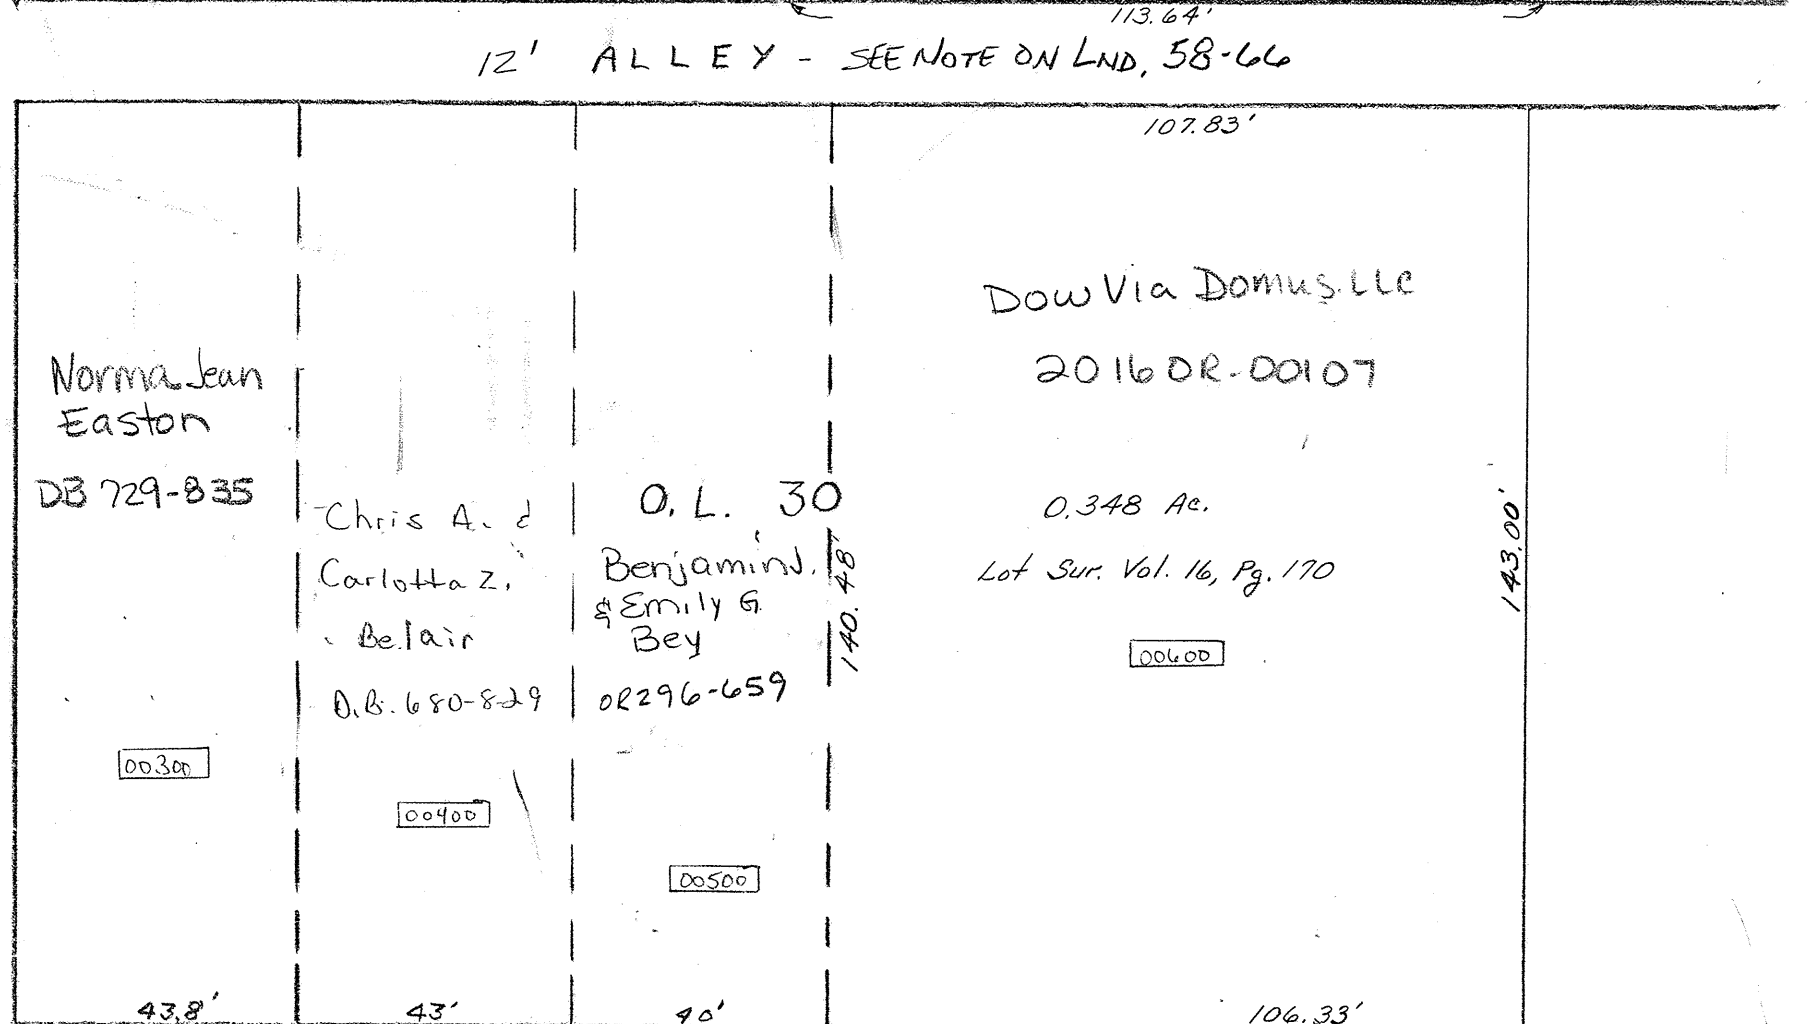 113.64'
12' ALLEY - SEE NOTE ON LND. 58-66
107.83'
Dow Via Domus, LLC
2016 OR-00107
Norma Jean
Easton
DB 729-835
Chris A. &
Carlotta Z.
Belair
D.B. 680-829
O.L. 30
Benjamin J.
& Emily G
Bey
OR296-659
140.48'
0.348 Ac.
Lot Sur. Vol. 16, Pg. 170
143.00'
00600
00300
00400
00500
43.8'
43'
40'
106.33'